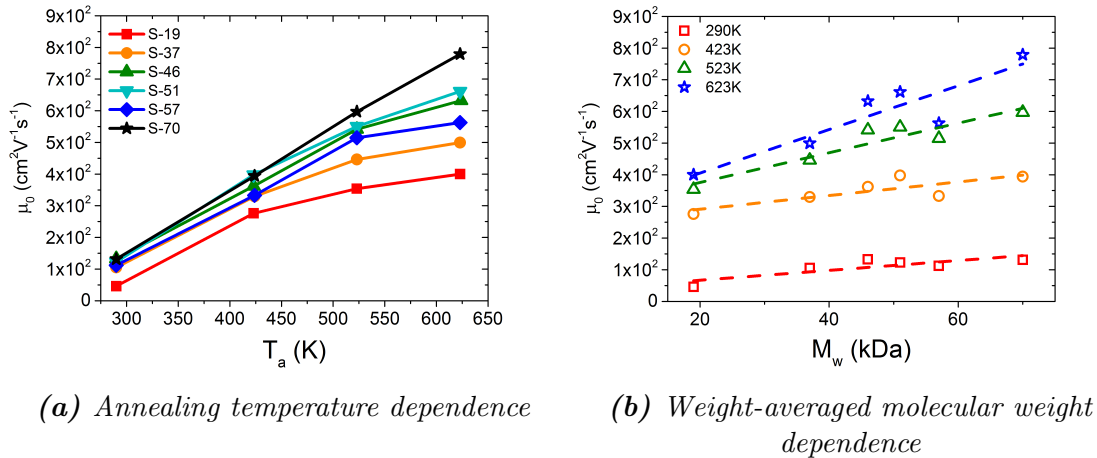 9x10²
8x10²
7x10²
6x10²
5x10²
4x10²
3x10²
2x10²
1x10²
0
μ₀ (cm²V⁻¹s⁻¹)
S-19
S-37
S-46
S-51
S-57
S-70
300 350 400 450 500 550 600 650
Tₐ (K)
(a) Annealing temperature dependence
9x10²
8x10²
7x10²
6x10²
5x10²
4x10²
3x10²
2x10²
1x10²
0
μ₀ (cm²V⁻¹s⁻¹)
290K
423K
523K
623K
20 40 60
M_w (kDa)
(b) Weight-averaged molecular weight
dependence